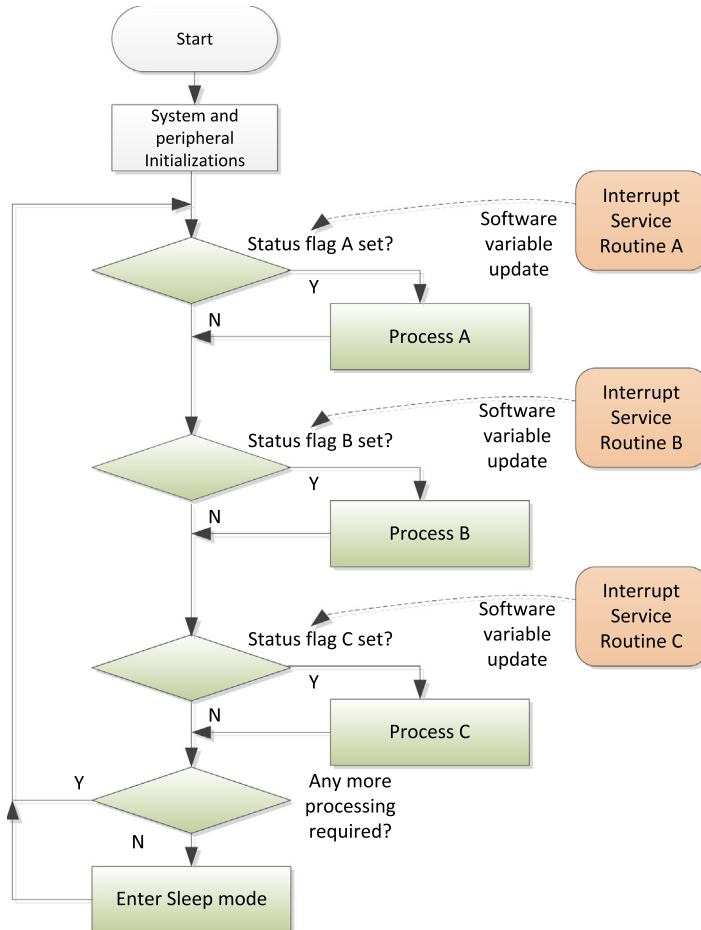 Start
System and
peripheral
Initializations
Interrupt
Service
Routine A
Software
variable
update
Status flag A set?
Y
N
Process A
Interrupt
Service
Routine B
Software
variable
update
Status flag B set?
Y
N
Process B
Interrupt
Service
Routine C
Software
variable
update
Status flag C set?
Y
N
Process C
Y
Any more
processing
required?
N
Enter Sleep mode